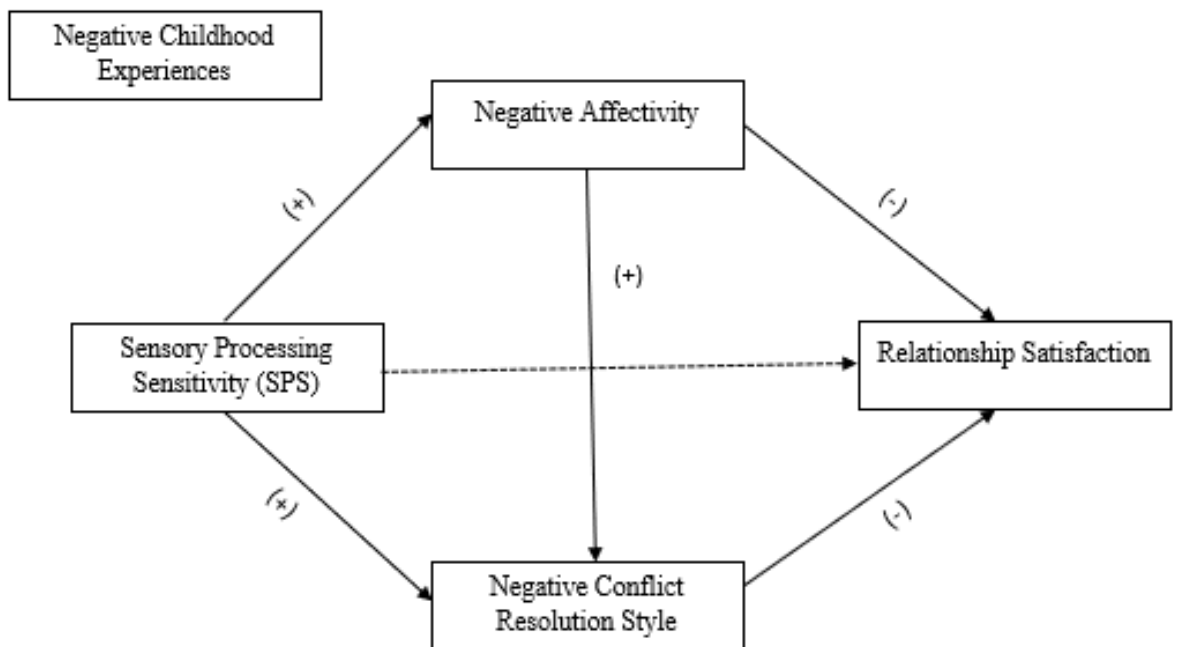 Negative Childhood
Experiences
Negative Affectivity
(+)
(-)
(+)
Sensory Processing
Sensitivity (SPS)
Relationship Satisfaction
(+)
(-)
Negative Conflict
Resolution Style